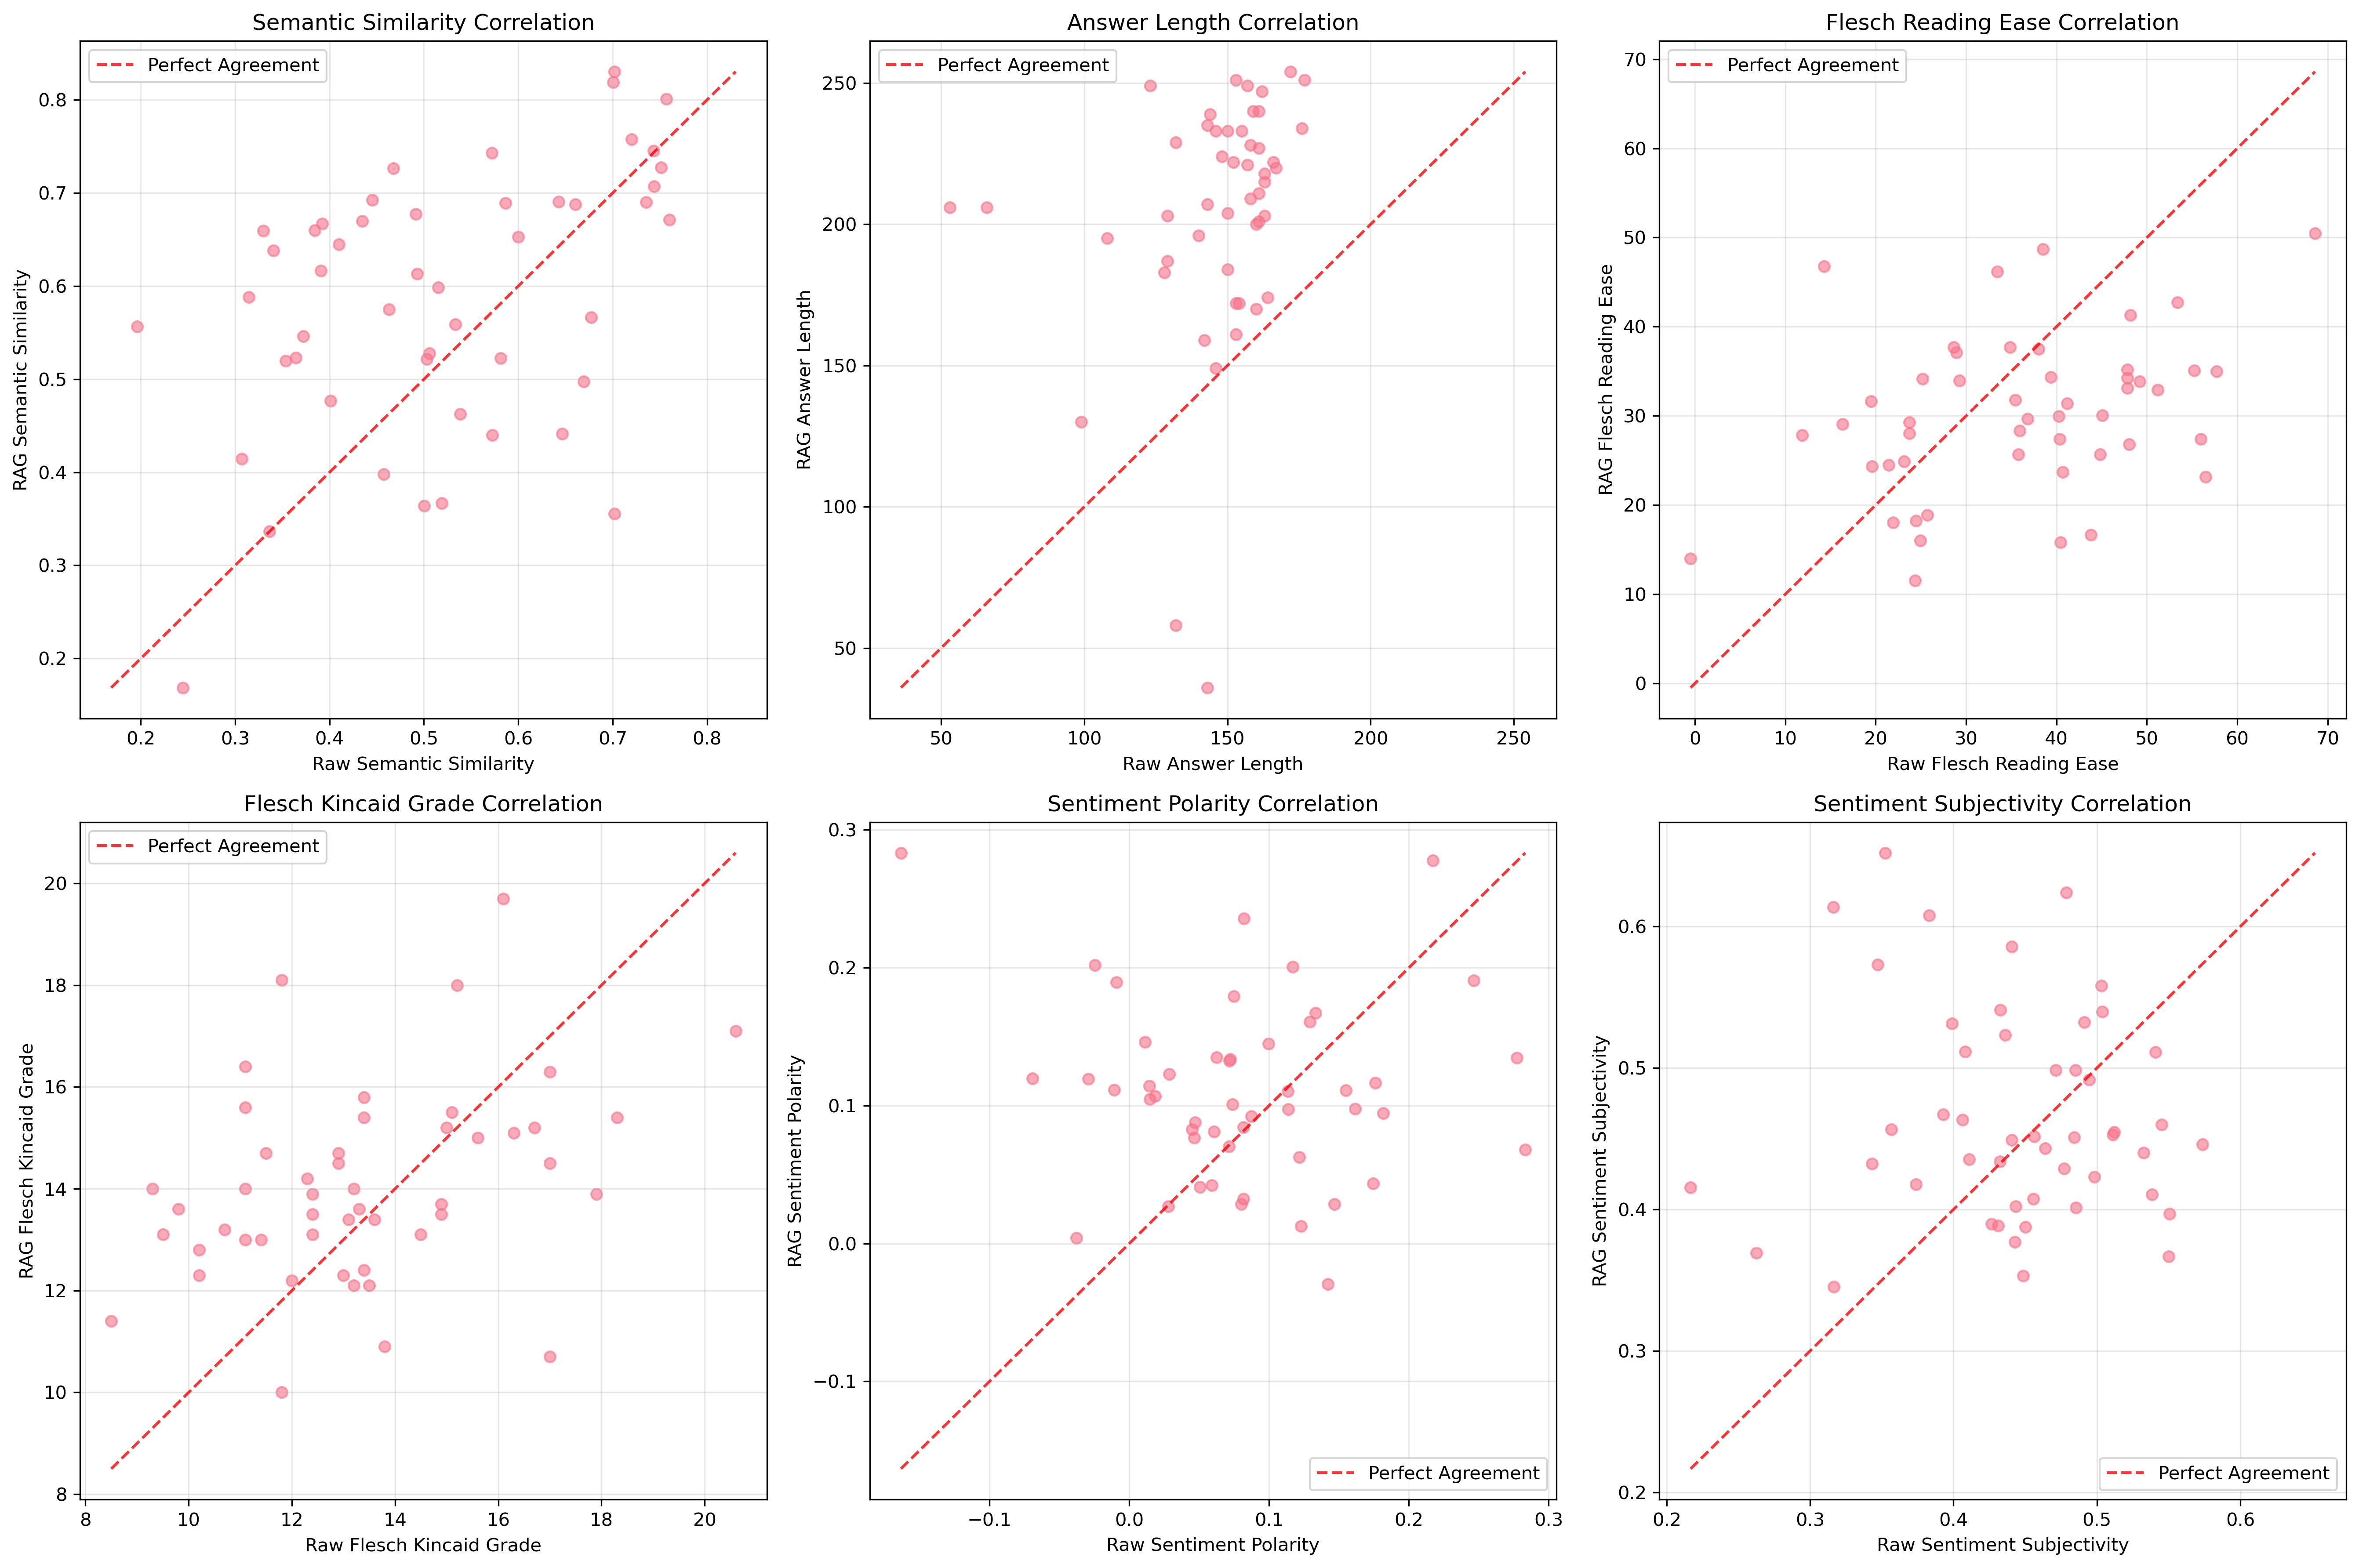 Semantic Similarity Correlation
Perfect Agreement
RAG Semantic Similarity
0.8
0.7
0.6
0.5
0.4
0.3
0.2
0.2 0.3 0.4 0.5 0.6 0.7 0.8
Raw Semantic Similarity
Answer Length Correlation
Perfect Agreement
RAG Answer Length
250
200
150
100
50
50 100 150 200 250
Raw Answer Length
Flesch Reading Ease Correlation
Perfect Agreement
RAG Flesch Reading Ease
70
60
50
40
30
20
10
0
0 10 20 30 40 50 60 70
Raw Flesch Reading Ease
Flesch Kincaid Grade Correlation
Perfect Agreement
RAG Flesch Kincaid Grade
20
18
16
14
12
10
8
8 10 12 14 16 18 20
Raw Flesch Kincaid Grade
Sentiment Polarity Correlation
RAG Sentiment Polarity
0.3
0.2
0.1
0.0
−0.1
Perfect Agreement
−0.1 0.0 0.1 0.2 0.3
Raw Sentiment Polarity
Sentiment Subjectivity Correlation
RAG Sentiment Subjectivity
0.6
0.5
0.4
0.3
0.2
Perfect Agreement
0.2 0.3 0.4 0.5 0.6
Raw Sentiment Subjectivity